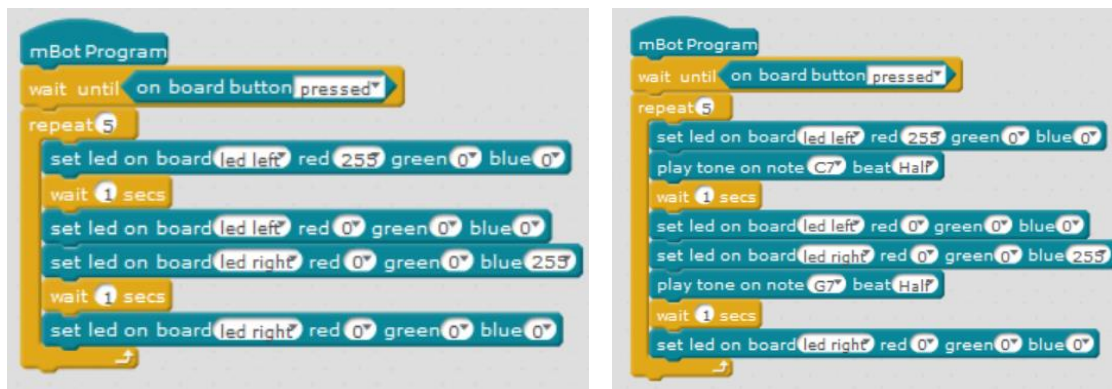 mBot Program
wait until on board button pressed
repeat 5
set led on board led left red 255 green 0 blue 0
wait 1 secs
set led on board led left red 0 green 0 blue 0
set led on board led right red 0 green 0 blue 255
wait 1 secs
set led on board led right red 0 green 0 blue 0
mBot Program
wait until on board button pressed
repeat 5
set led on board led left red 255 green 0 blue 0
play tone on note C7 beat Half
wait 1 secs
set led on board led left red 0 green 0 blue 0
set led on board led right red 0 green 0 blue 255
play tone on note G7 beat Half
wait 1 secs
set led on board led right red 0 green 0 blue 0